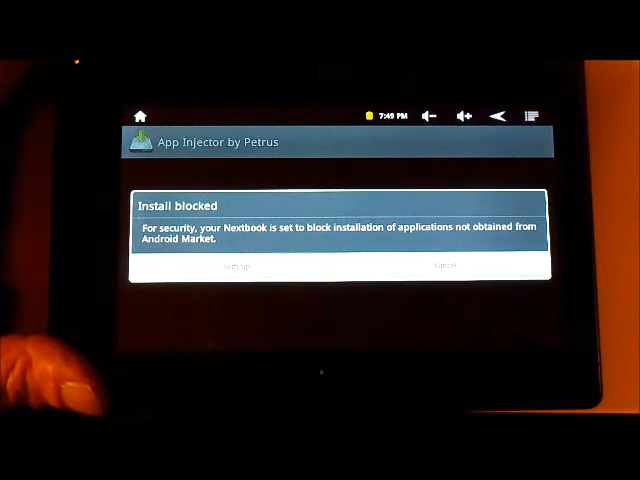 7:49 PM
App Injector by Petrus
Install blocked
For security, your Nextbook is set to block installation of applications not obtained from
Android Market.
Settings Cancel